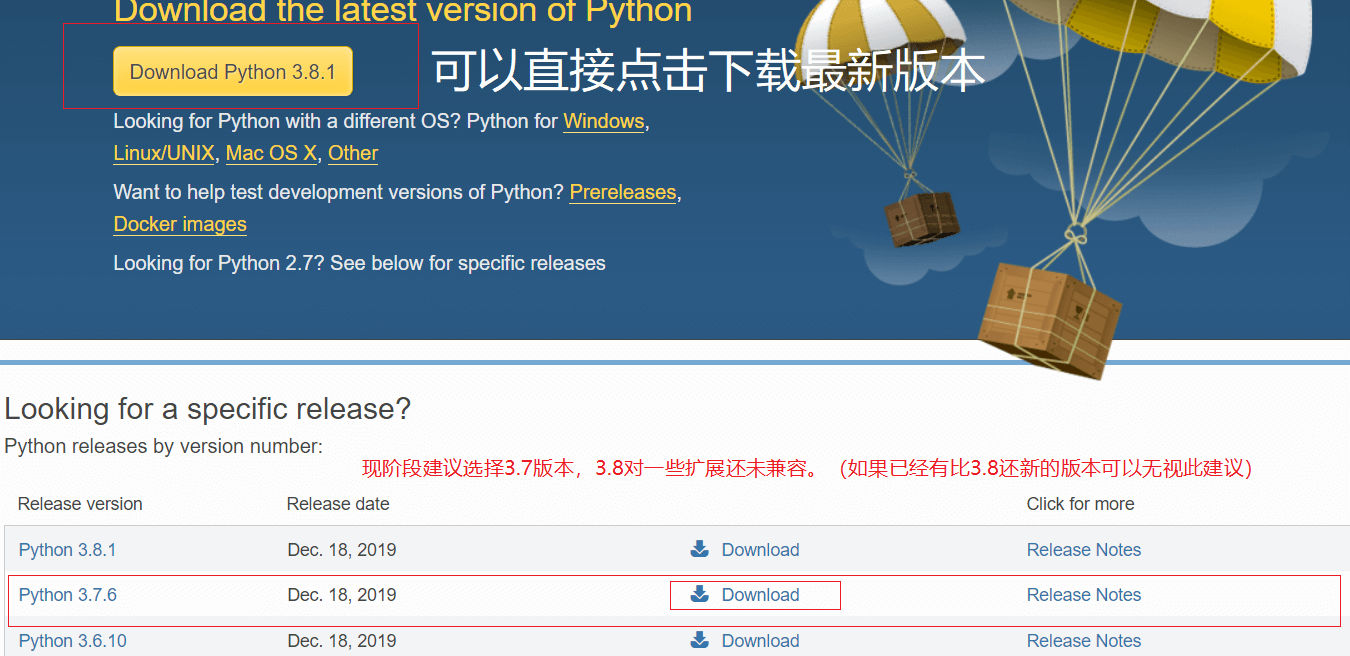 Download the latest version of Python
Download Python 3.8.1
可以直接点击下载最新版本
Looking for Python with a different OS? Python for Windows,
Linux/UNIX, Mac OS X, Other
Want to help test development versions of Python? Prereleases,
Docker images
Looking for Python 2.7? See below for specific releases
Looking for a specific release?
Python releases by version number:
现阶段建议选择3.7版本，3.8对一些扩展还未兼容。（如果已经有比3.8还新的版本可以无视此建议）
Release version Release date Click for more
Python 3.8.1 Dec. 18, 2019 Download Release Notes
Python 3.7.6 Dec. 18, 2019 Download Release Notes
Python 3.6.10 Dec. 18, 2019 Download Release Notes